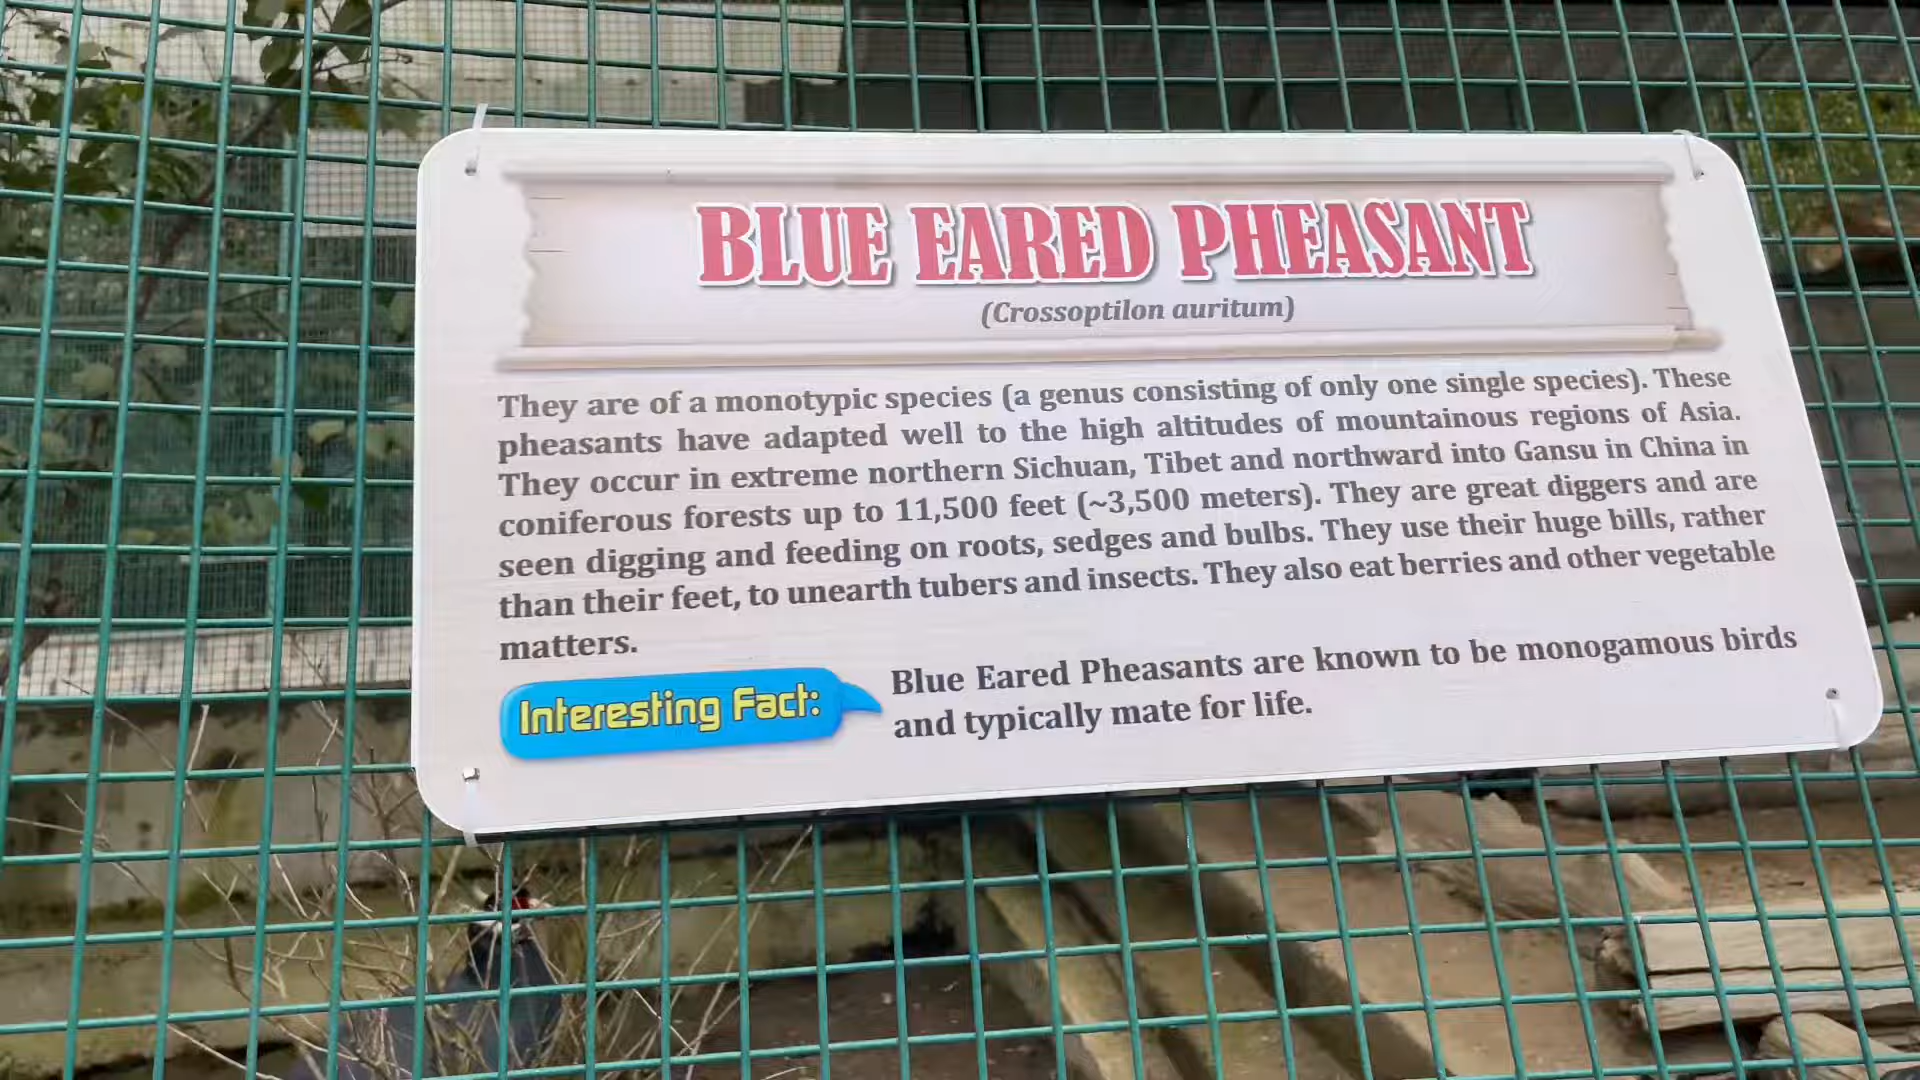 BLUE EARED PHEASANT
(Crossoptilon auritum)
They are of a monotypic species (a genus consisting of only one single species). These
pheasants have adapted well to the high altitudes of mountainous regions of Asia.
They occur in extreme northern Sichuan, Tibet and northward into Gansu in China in
coniferous forests up to 11,500 feet (~3,500 meters). They are great diggers and are
seen digging and feeding on roots, sedges and bulbs. They use their huge bills, rather
than their feet, to unearth tubers and insects. They also eat berries and other vegetable
matters.
Interesting Fact:
Blue Eared Pheasants are known to be monogamous birds
and typically mate for life.